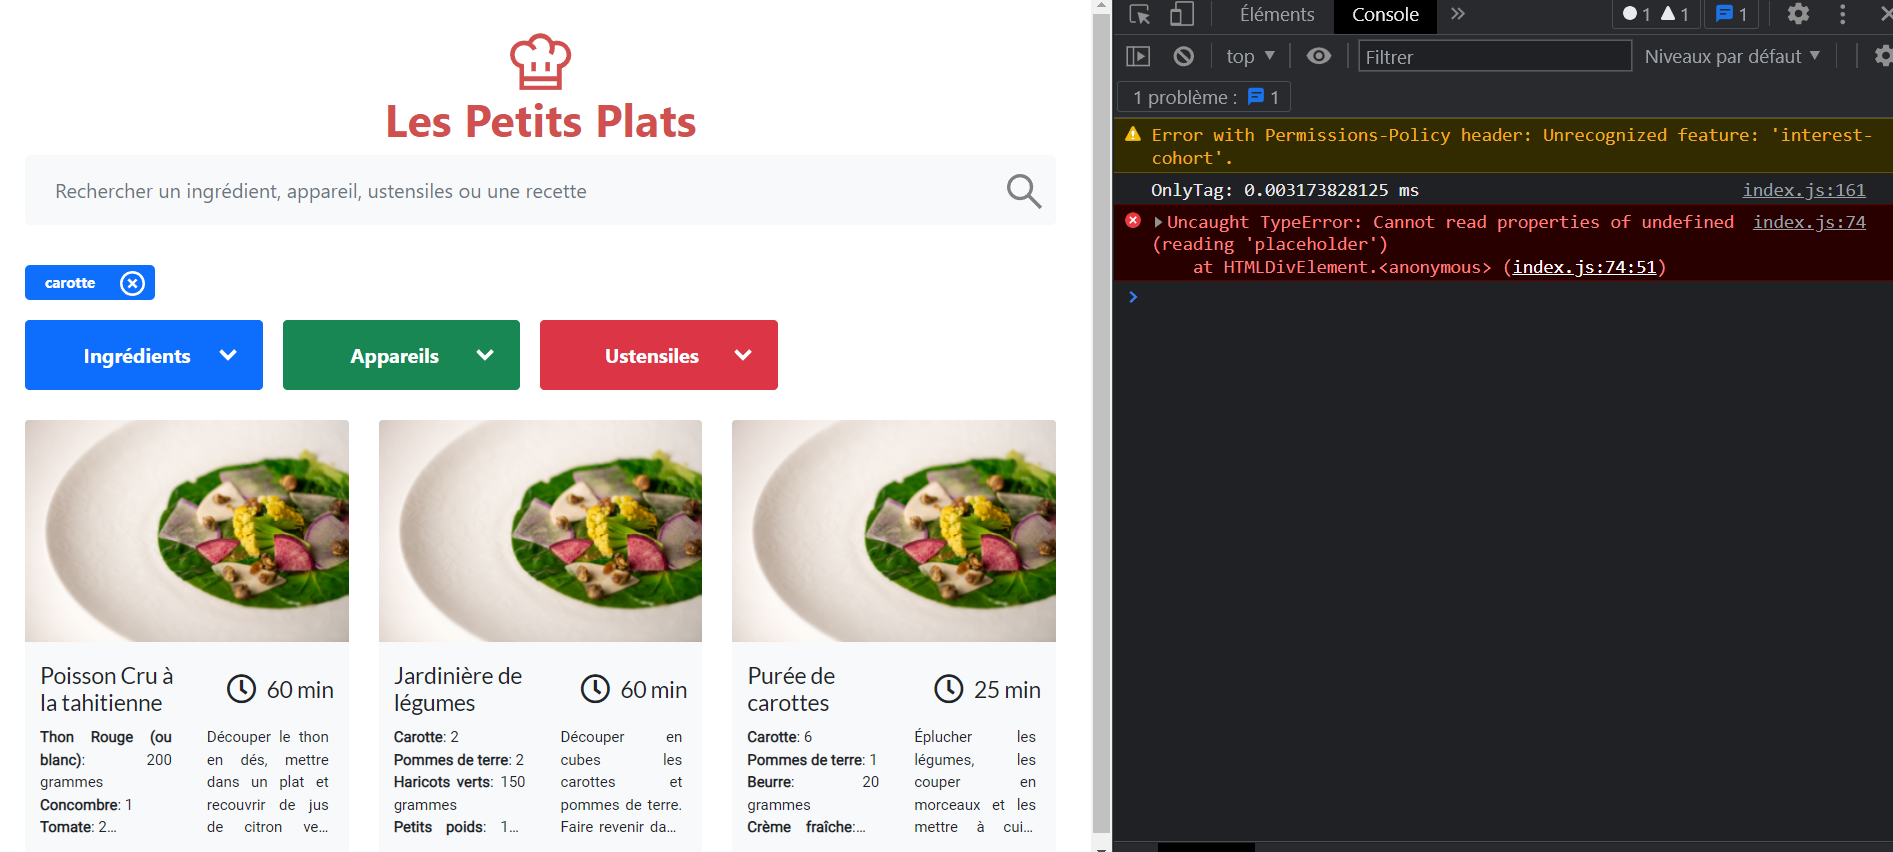 Les Petits Plats
Rechercher un ingrédient, appareil, ustensiles ou une recette
carotte
Ingrédients
Appareils
Ustensiles
Poisson Cru à
la tahitienne
60 min
Thon Rouge (ou
blanc): 200
grammes
Concombre: 1
Tomate: 2...
Découper le thon
en dés, mettre
dans un plat et
recouvrir de jus
de citron ve...
Jardinière de
légumes
60 min
Carotte: 2
Pommes de terre: 2
Haricots verts: 150
grammes
Petits poids: 1...
Découper en
cubes les
carottes et
pommes de terre.
Faire revenir da...
Purée de
carottes
25 min
Carotte: 6
Pommes de terre: 1
Beurre: 20
grammes
Crème fraîche:...
Éplucher les
légumes, les
couper en
morceaux et les
mettre à cui...
Éléments
Console
1
1
1
top
Filtrer
Niveaux par défaut
1 problème : 1
Error with Permissions-Policy header: Unrecognized feature: 'interest-
cohort'.
OnlyTag: 0.003173828125 ms index.js:161
Uncaught TypeError: Cannot read properties of undefined index.js:74
(reading 'placeholder')
at HTMLDivElement.<anonymous> (index.js:74:51)